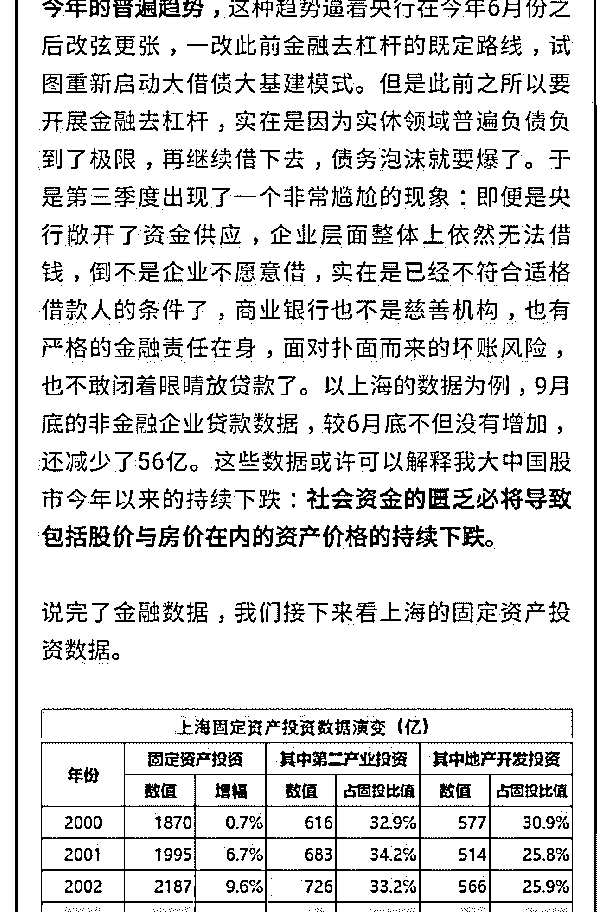 今年的普遍趋势，这种趋势逼着央行在今年6月份之
后改弦更张，一改此前金融去杠杆的既定路线，试
图重新启动大借债大基建模式。但是此前之所以要
开展金融去杠杆，实在是因为实体领域普遍负债负
到了极限，再继续借下去，债务泡沫就要爆了。于
是第三季度出现了一个非常尴尬的现象：即便是央
行敞开了资金供应，企业层面整体上依然无法借
钱，倒不是企业不愿意借，实在是已经不符合适格
借款人的条件了，商业银行也不是慈善机构，也有
严格的金融责任在身，面对扑面而来的坏账风险，
也不敢闭着眼睛放贷款了。以上海的数据为例，9月
底的非金融企业贷款数据，较6月底不但没有增加，
还减少了56亿。这些数据或许可以解释我大中国股
市今年以来的持续下跌：社会资金的匮乏必将导致
包括股价与房价在内的资产价格的持续下跌。
说完了金融数据，我们接下来看上海的固定资产投
资数据。
上海固定资产投资数据演变（亿）
年份 固定资产投资 其中第二产业投资 其中地产开发投资
数值 增幅 数值 占固投比值 数值 占固投比值
2000 1870 0.7% 616 32.9% 577 30.9%
2001 1995 6.7% 683 34.2% 514 25.8%
2002 2187 9.6% 726 33.2% 566 25.9%